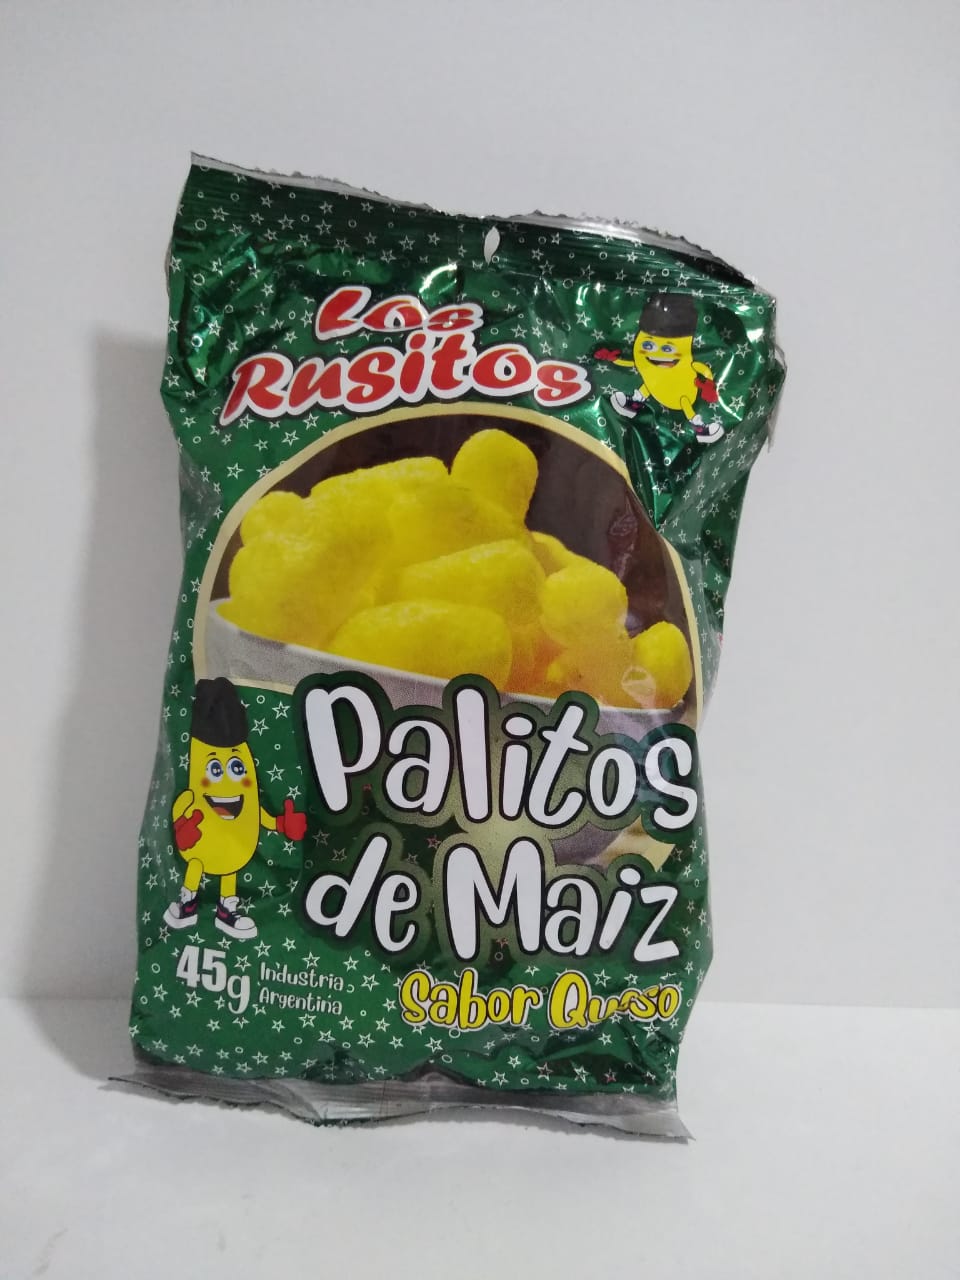 Los
Rusitos
Palitos
de Maiz
45g
Industria
Argentina
Sabor Queso